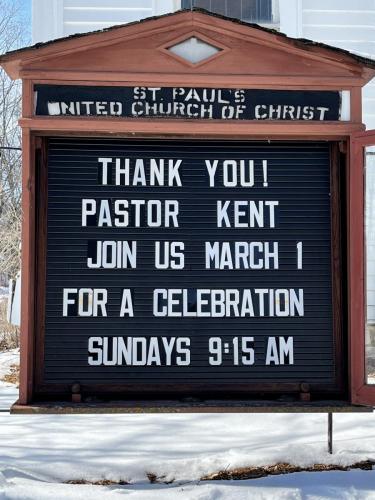 ST. PAUL'S
UNITED CHURCH OF CHRIST
THANK YOU!
PASTOR KENT
JOIN US MARCH 1
FOR A CELEBRATION
SUNDAYS 9:15 AM